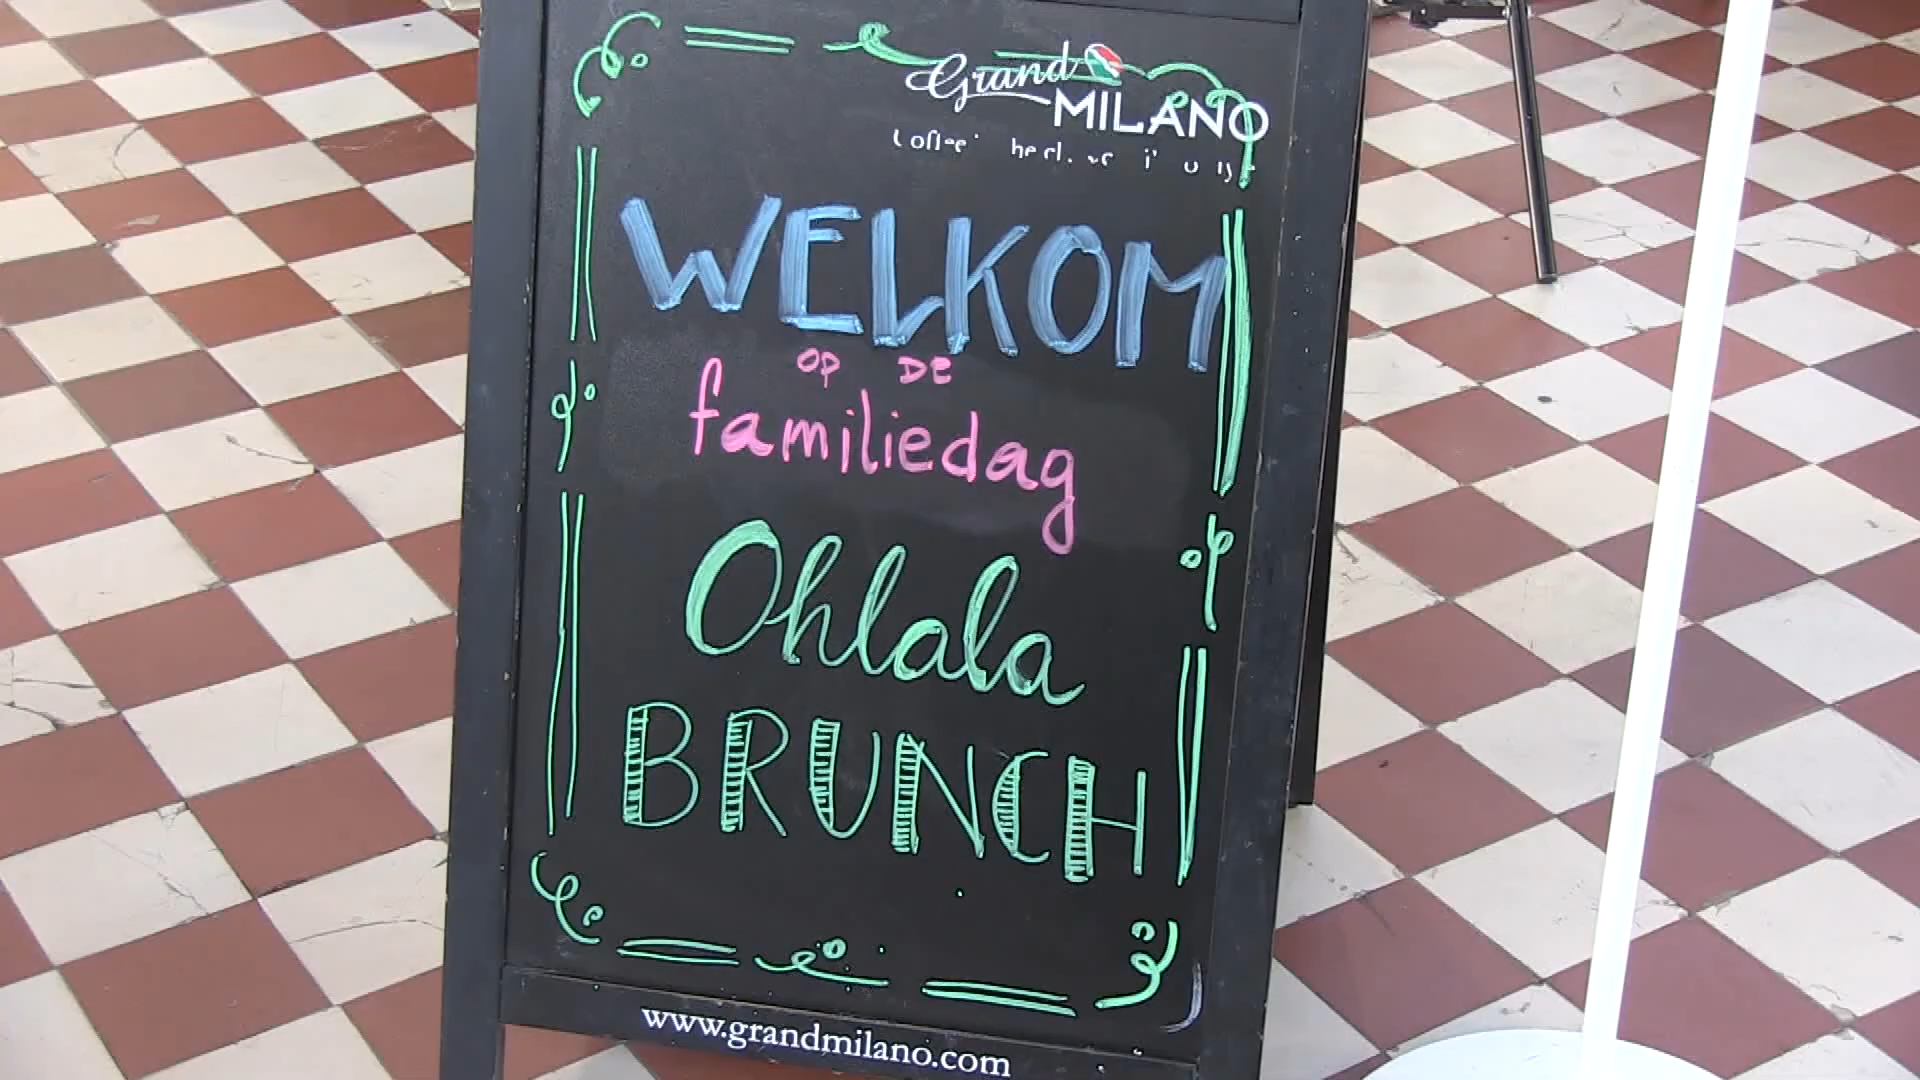 Grand
MILANO
WELKOM
OP DE
familiedag
Ohlala
BRUNCH
www.grandmilano.com